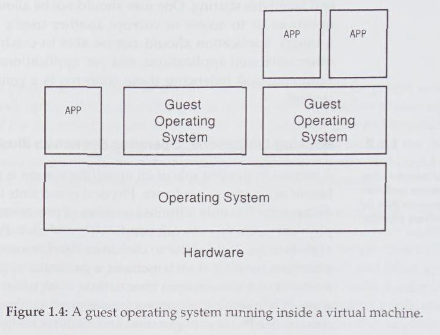 APP
APP
APP
Guest
Operating
System
Guest
Operating
System
Operating System
Hardware
Figure 1.4: A guest operating system running inside a virtual machine.